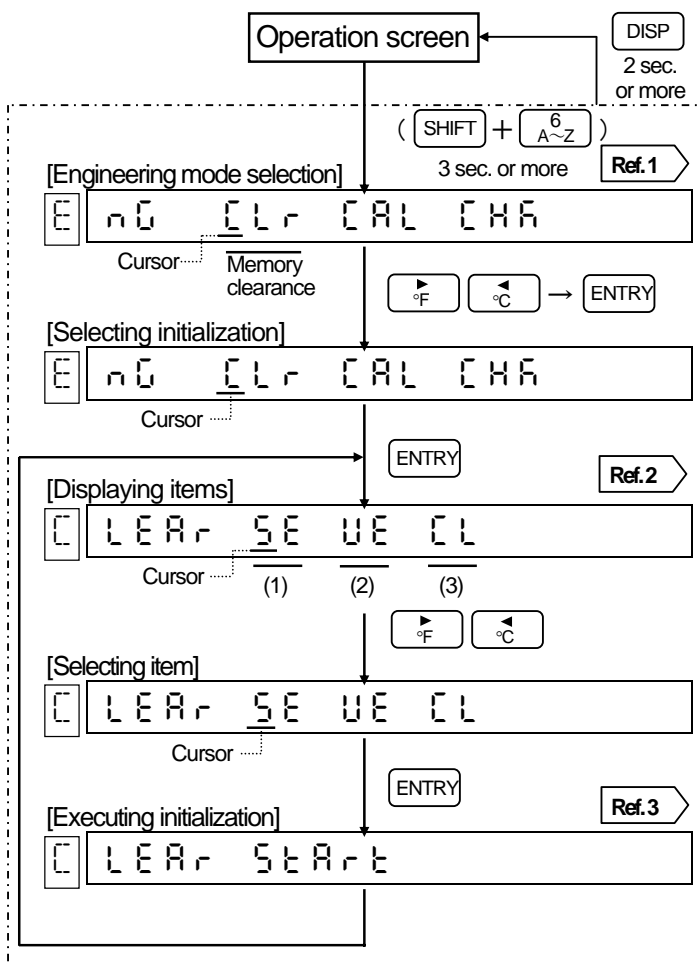 Operation screen
DISP
2 sec.
or more
( SHIFT + 6 A～Z )
3 sec. or more
Ref.1
[Engineering mode selection]
E nG CLr CAL CHK
Cursor
Memory
clearance
▶ °F ◀ °C → ENTRY
[Selecting initialization]
E nG CLr CAL CHK
Cursor
ENTRY
Ref.2
[Displaying items]
C LEAr SE UE CL
Cursor
(1) (2) (3)
▶ °F ◀ °C
[Selecting item]
C LEAr SE UE CL
Cursor
ENTRY
Ref.3
[Executing initialization]
C LEAr StArt